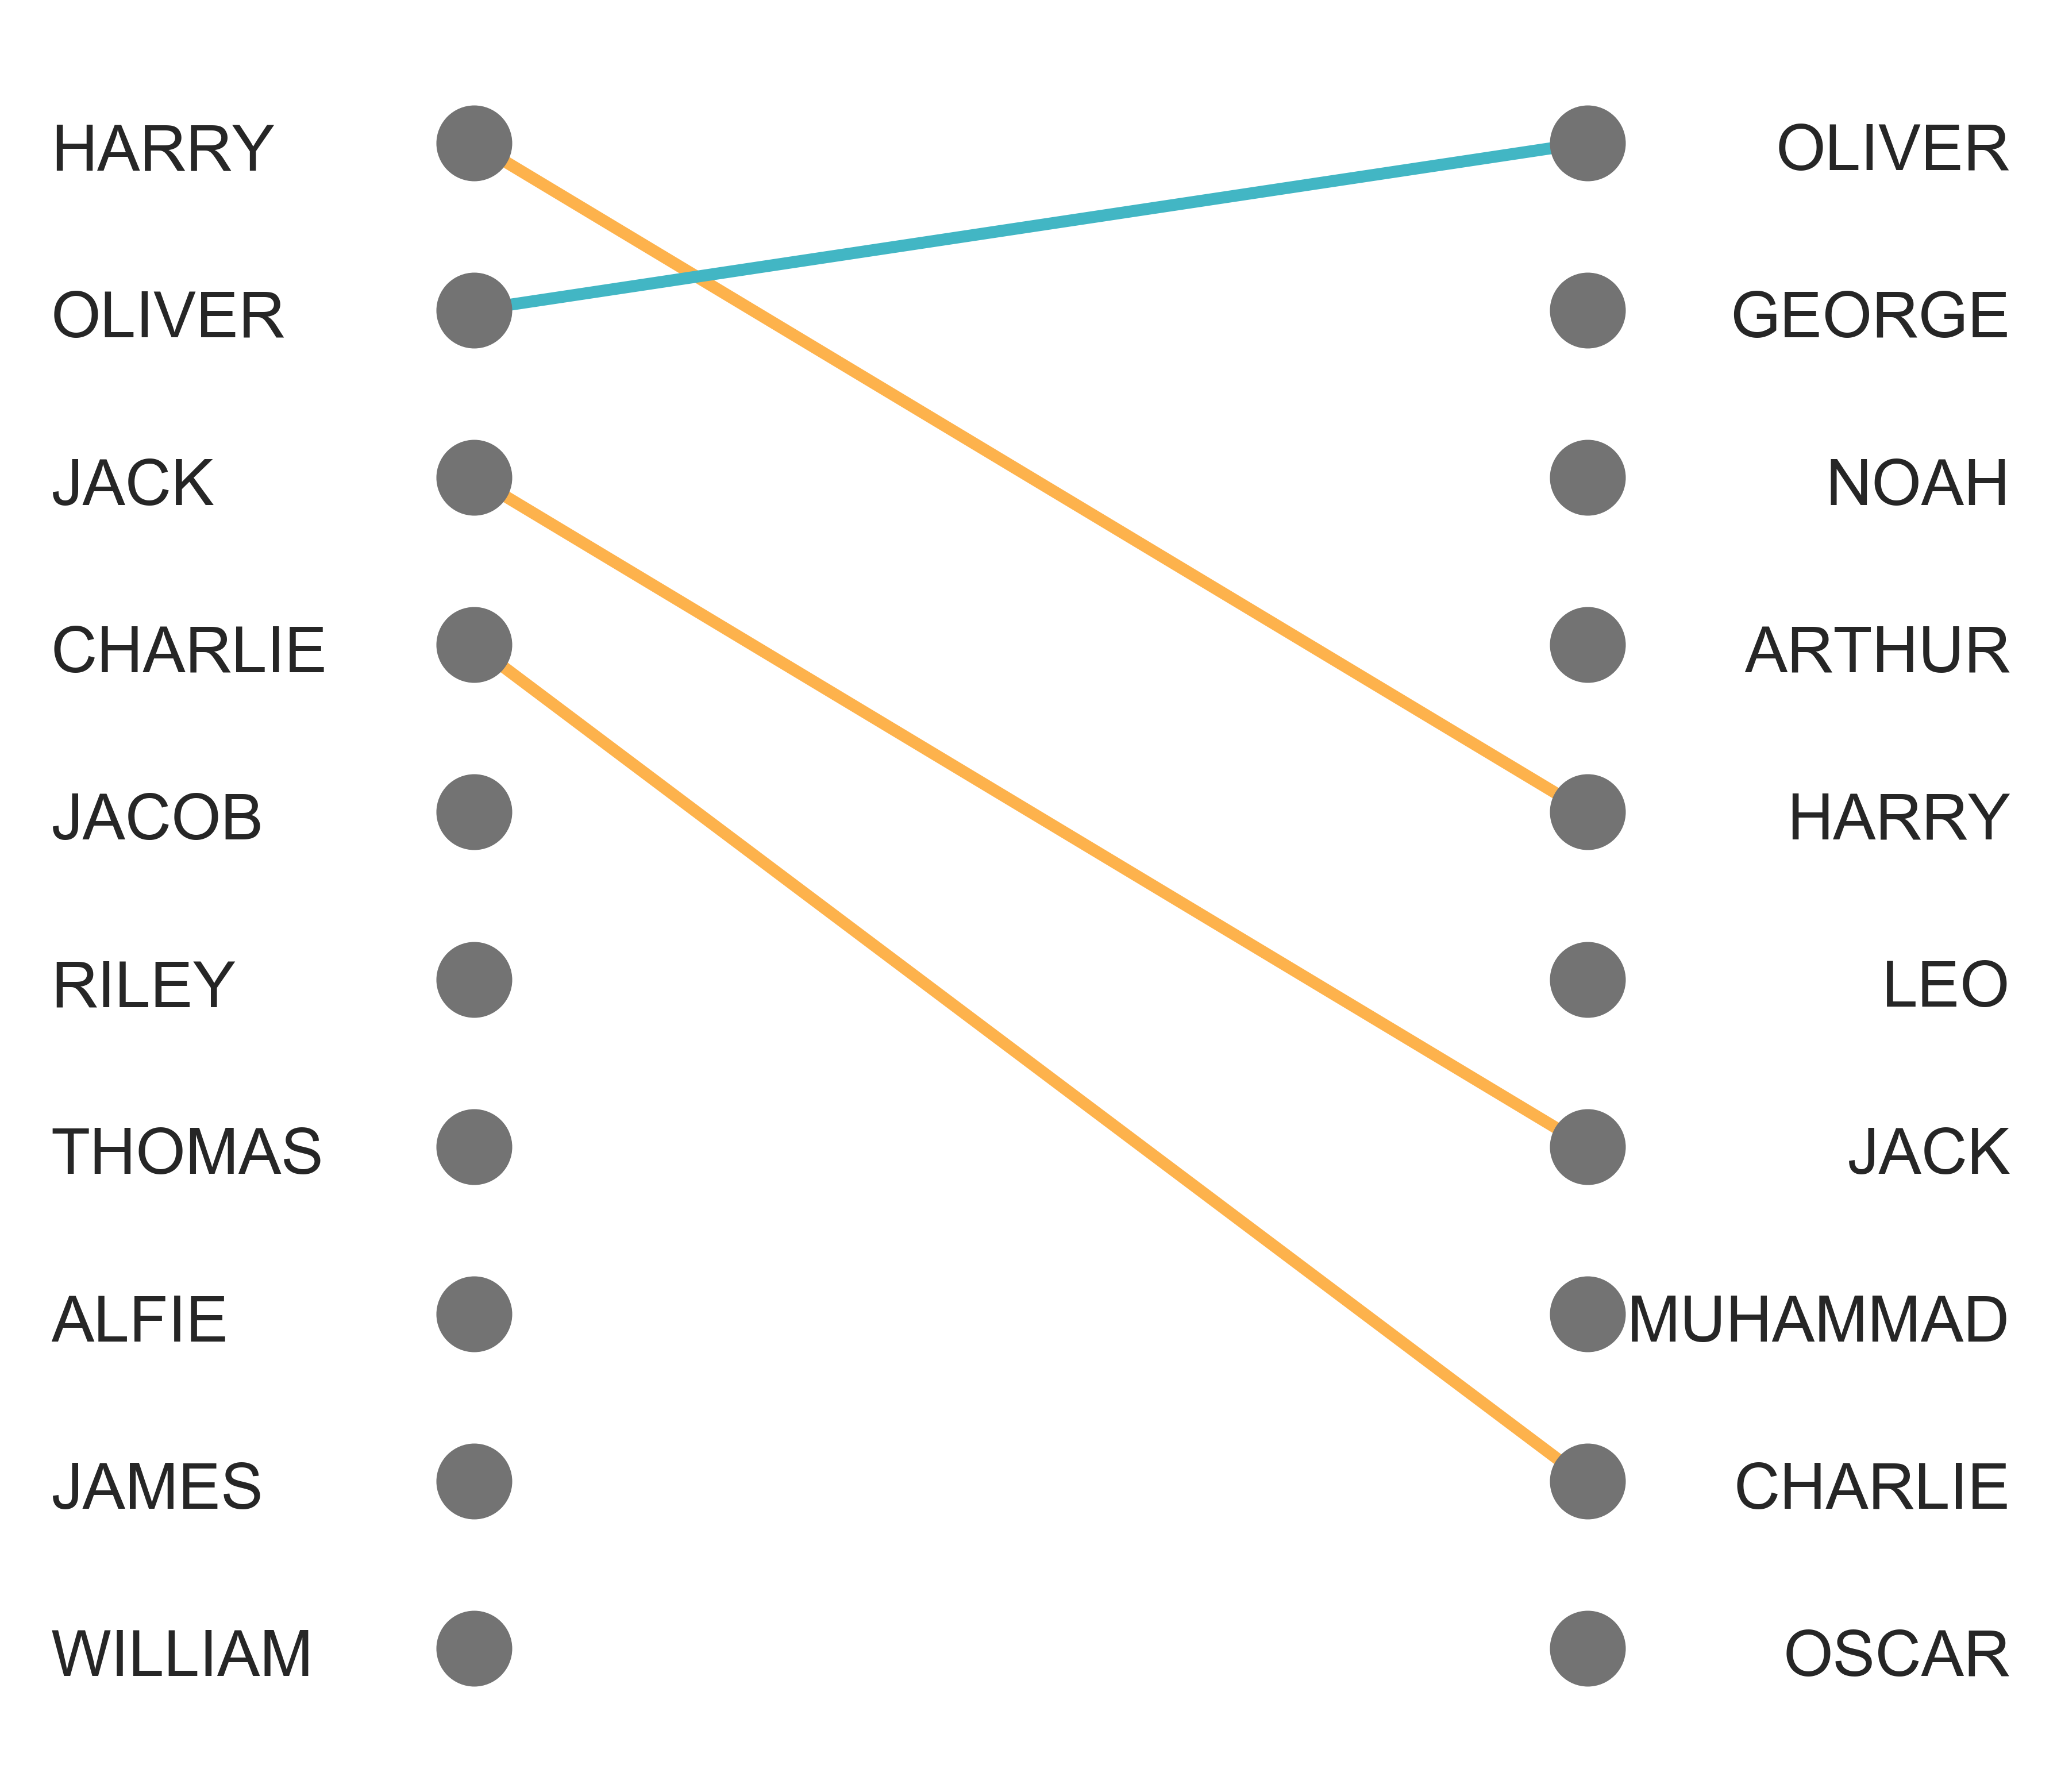 HARRY
OLIVER
JACK
CHARLIE
JACOB
RILEY
THOMAS
ALFIE
JAMES
WILLIAM
OLIVER
GEORGE
NOAH
ARTHUR
HARRY
LEO
JACK
MUHAMMAD
CHARLIE
OSCAR